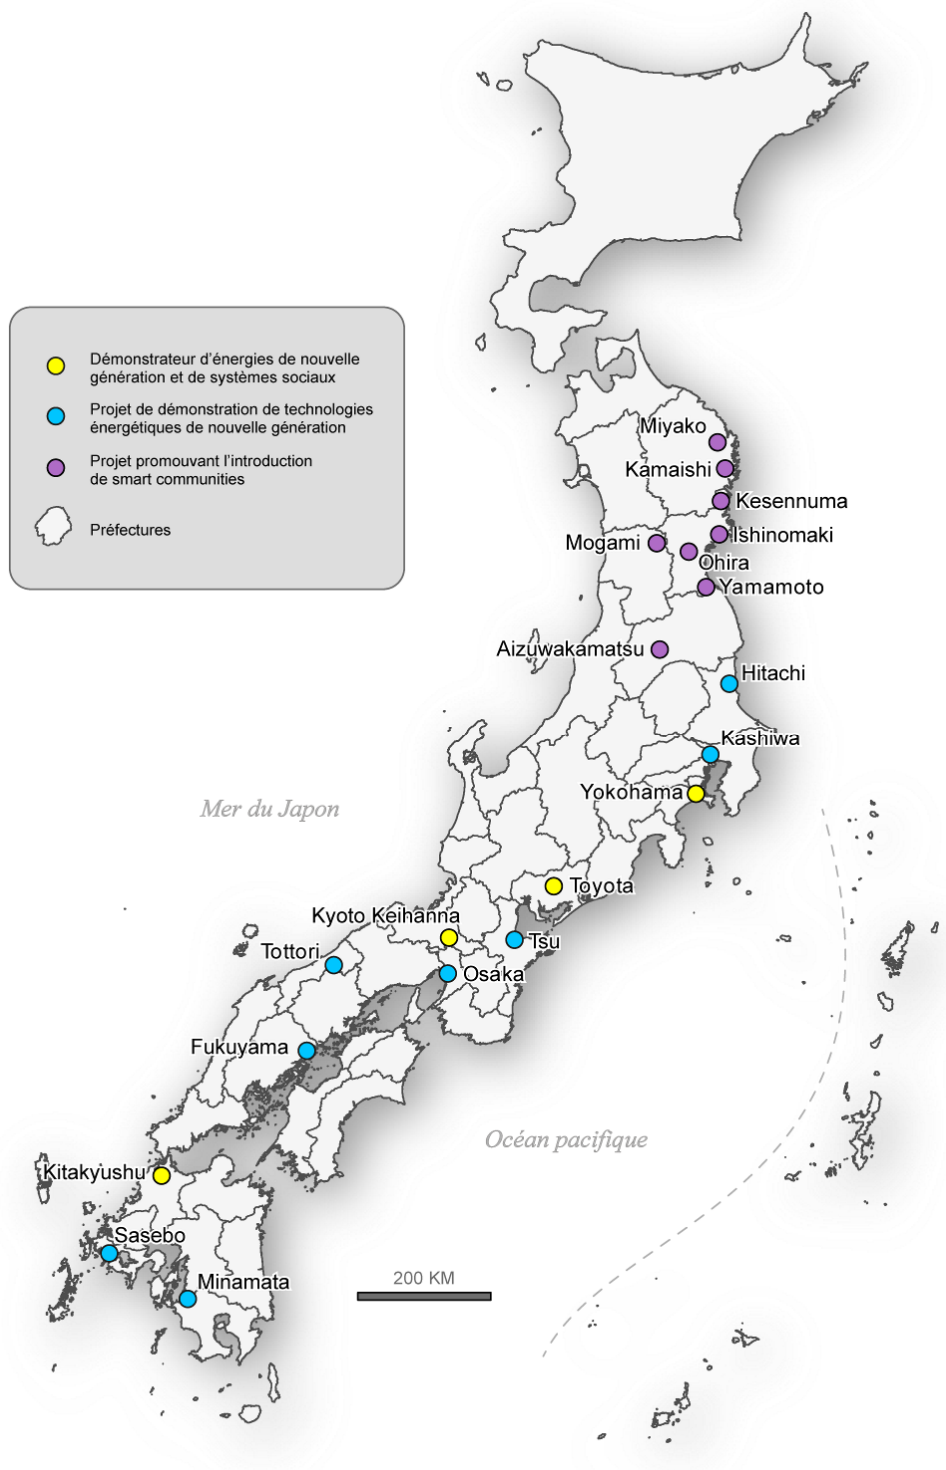 Démonstrateur d’énergies de nouvelle
génération et de systèmes sociaux
Projet de démonstration de technologies
énergétiques de nouvelle génération
Projet promouvant l’introduction
de smart communities
Préfectures
Miyako
Kamaishi
Kesennuma
Ishinomaki
Mogami
Ohira
Yamamoto
Aizuwakamatsu
Hitachi
Kashiwa
Yokohama
Mer du Japon
Toyota
Kyoto Keihanna
Tsu
Tottori
Osaka
Fukuyama
Océan pacifique
Kitakyushu
Sasebo
Minamata
200 KM